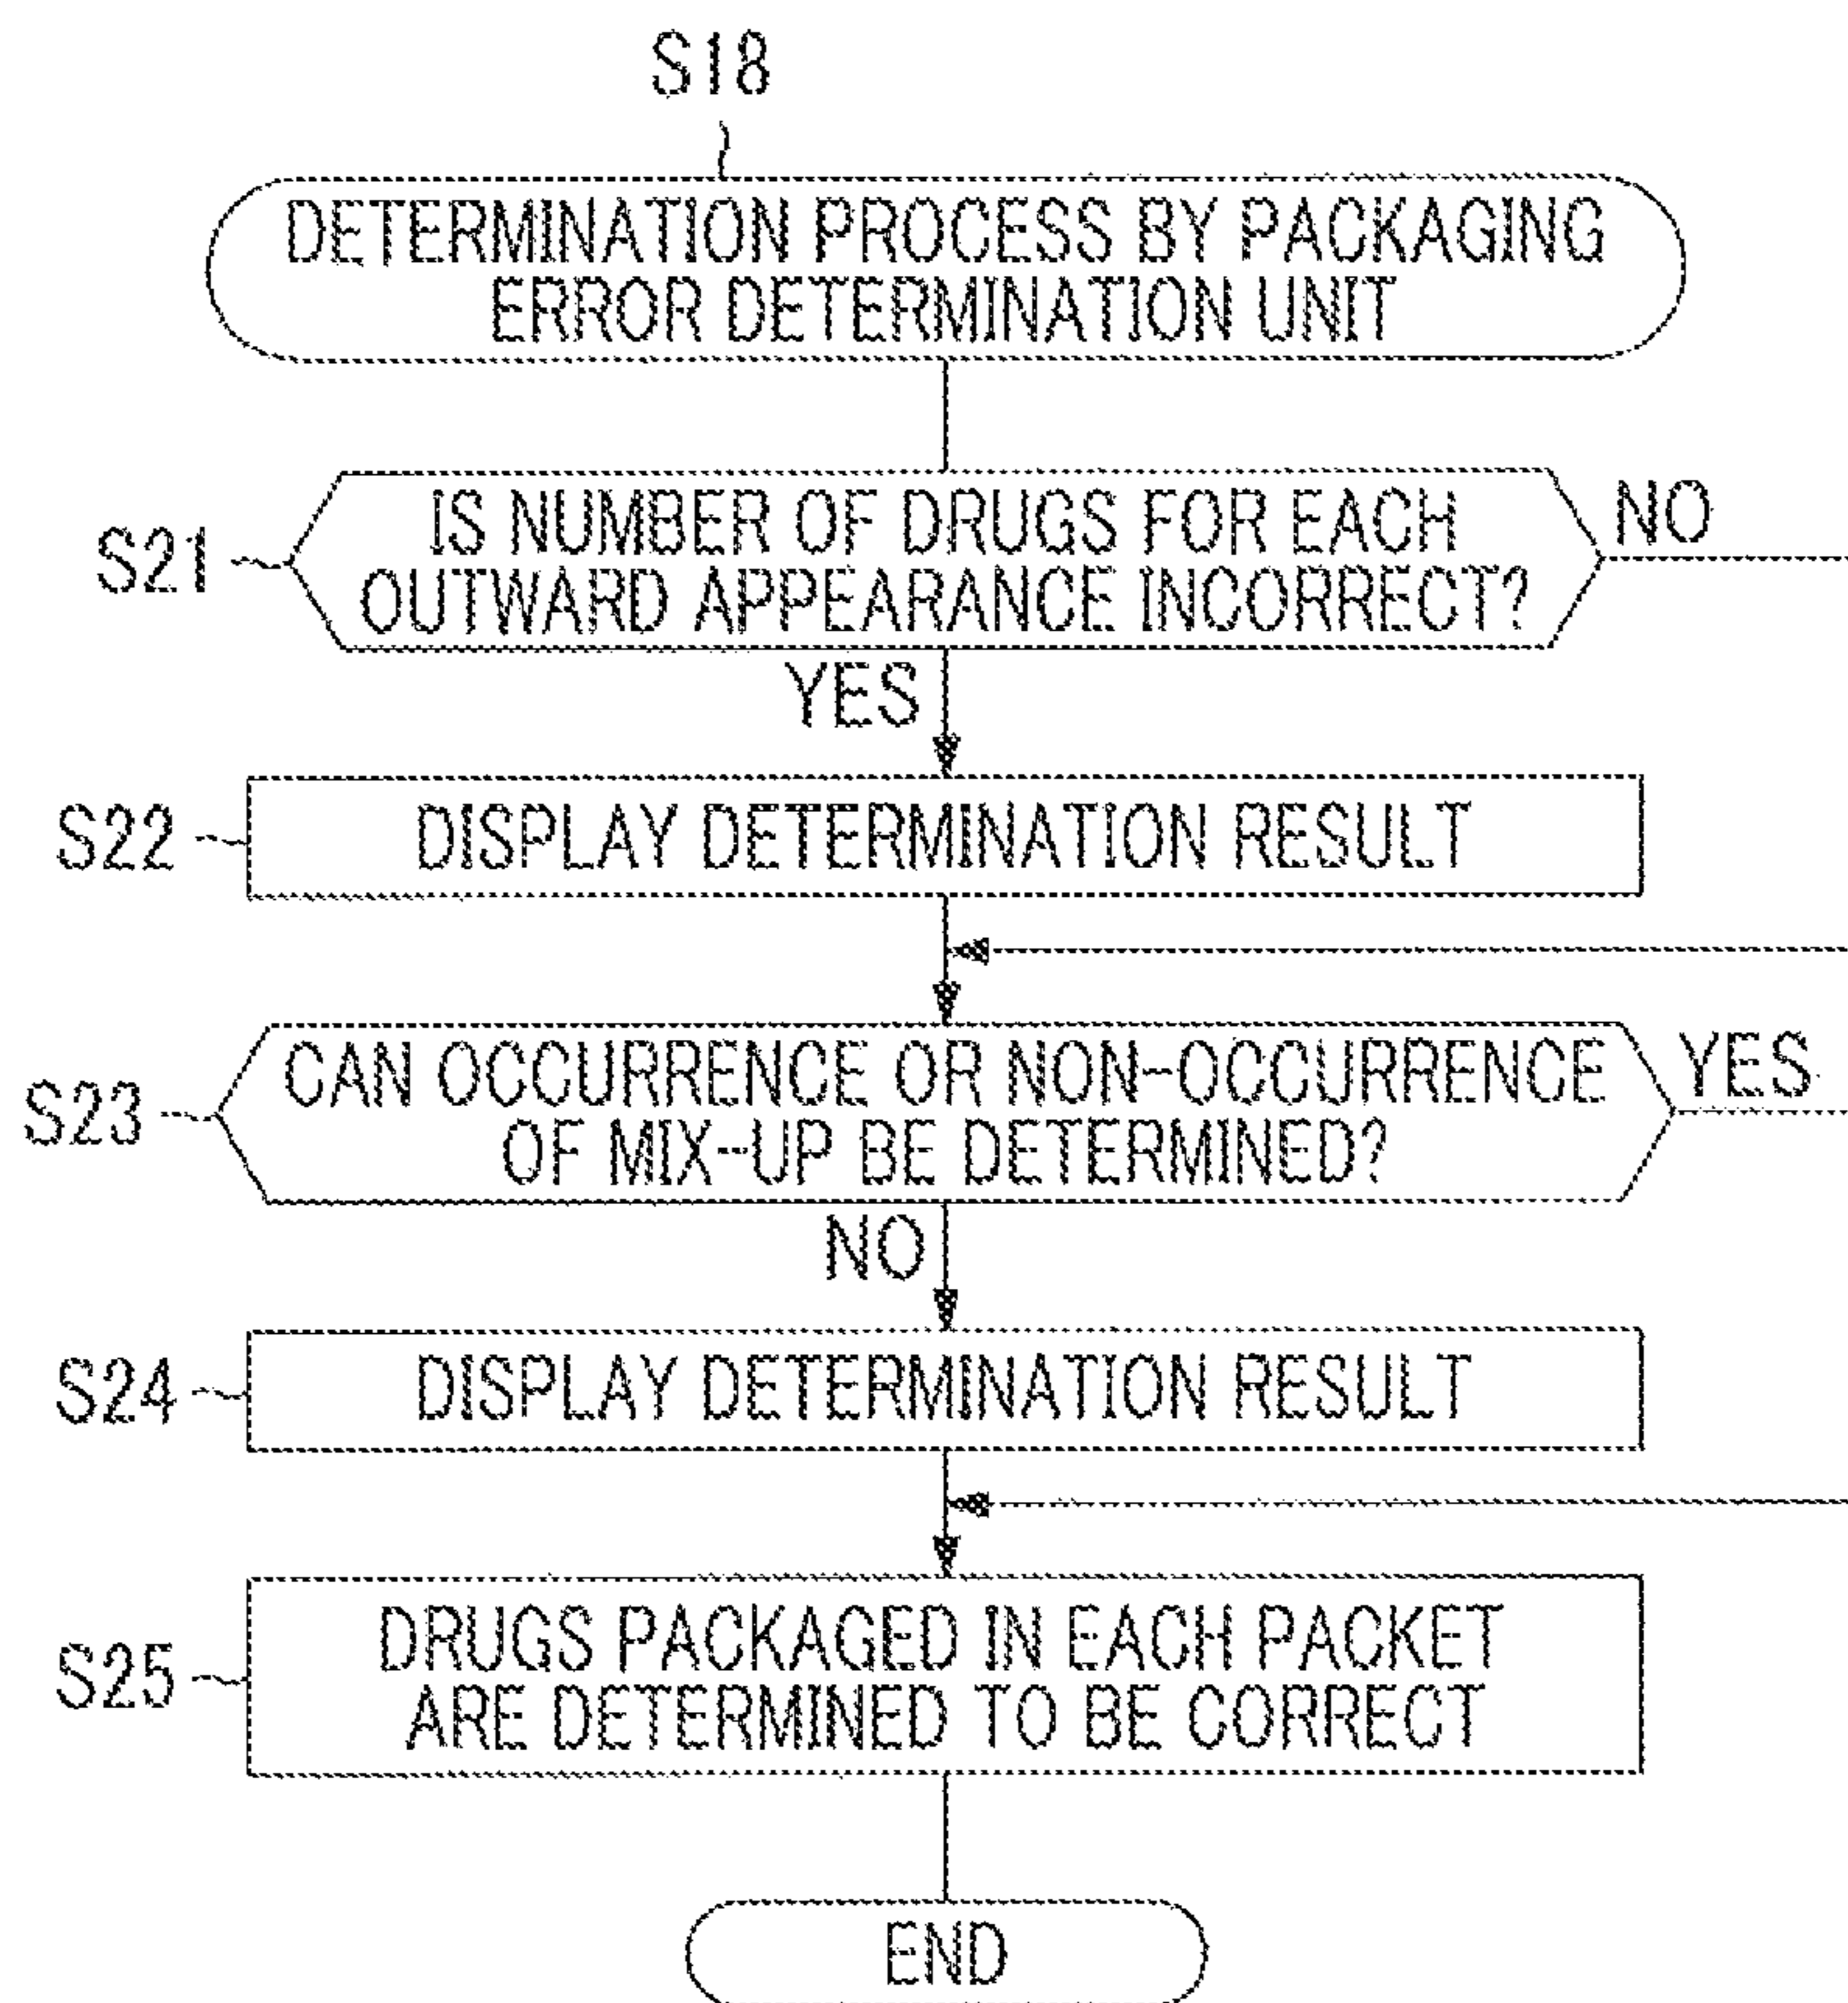 S18
DETERMINATION PROCESS BY PACKAGING
ERROR DETERMINATION UNIT
S21
IS NUMBER OF DRUGS FOR EACH
OUTWARD APPEARANCE INCORRECT?
NO
YES
S22
DISPLAY DETERMINATION RESULT
S23
CAN OCCURRENCE OR NON-OCCURRENCE
OF MIX-UP BE DETERMINED?
YES
NO
S24
DISPLAY DETERMINATION RESULT
S25
DRUGS PACKAGED IN EACH PACKET
ARE DETERMINED TO BE CORRECT
END